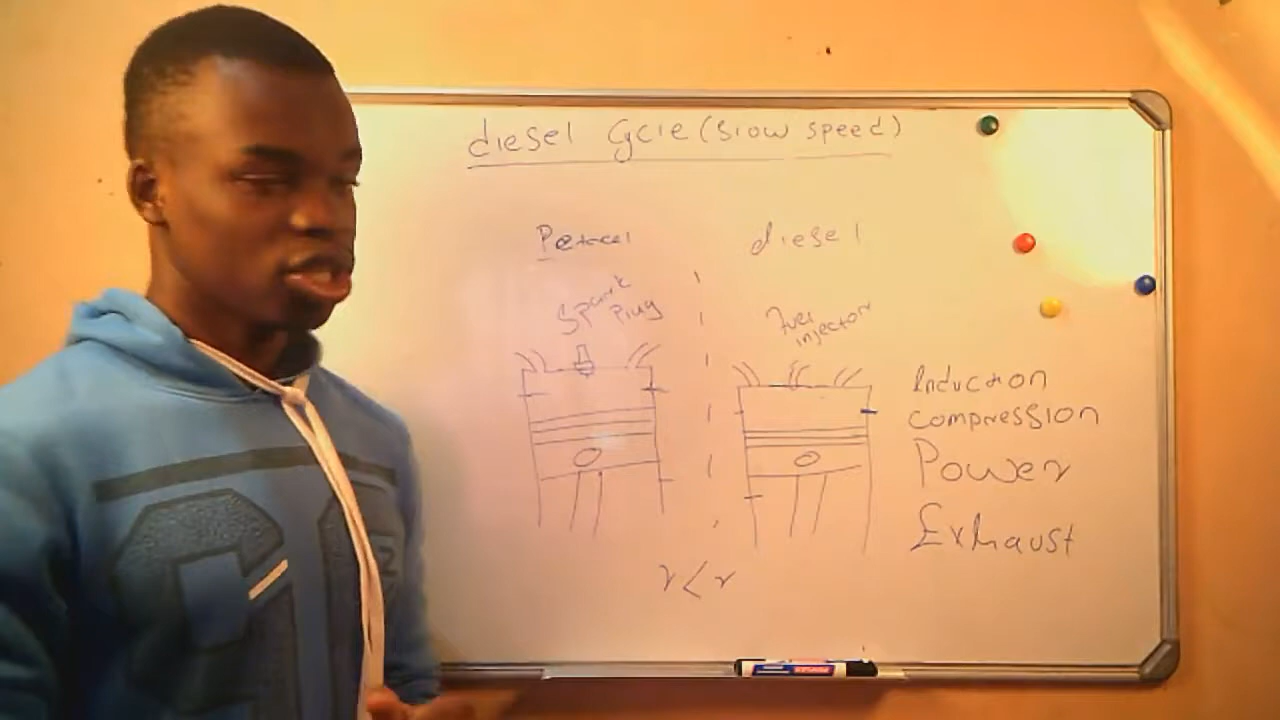 diesel Cycle (slow speed)
Petrol
diesel
Spark
Plug
Fuel
injector
Induction
Compression
Power
Exhaust
r < r